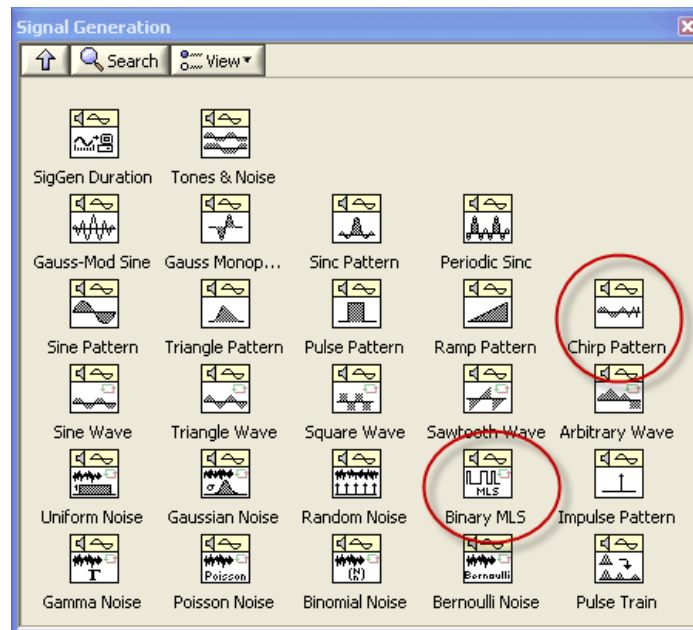 Signal Generation
Search View
SigGen Duration Tones & Noise
Gauss-Mod Sine Gauss Monop... Sinc Pattern Periodic Sinc
Sine Pattern Triangle Pattern Pulse Pattern Ramp Pattern Chirp Pattern
Sine Wave Triangle Wave Square Wave Sawtooth Wave Arbitrary Wave
σ MLS
Uniform Noise Gaussian Noise Random Noise Binary MLS Impulse Pattern
Γ Poisson (N n) Bernoulli
Gamma Noise Poisson Noise Binomial Noise Bernoulli Noise Pulse Train